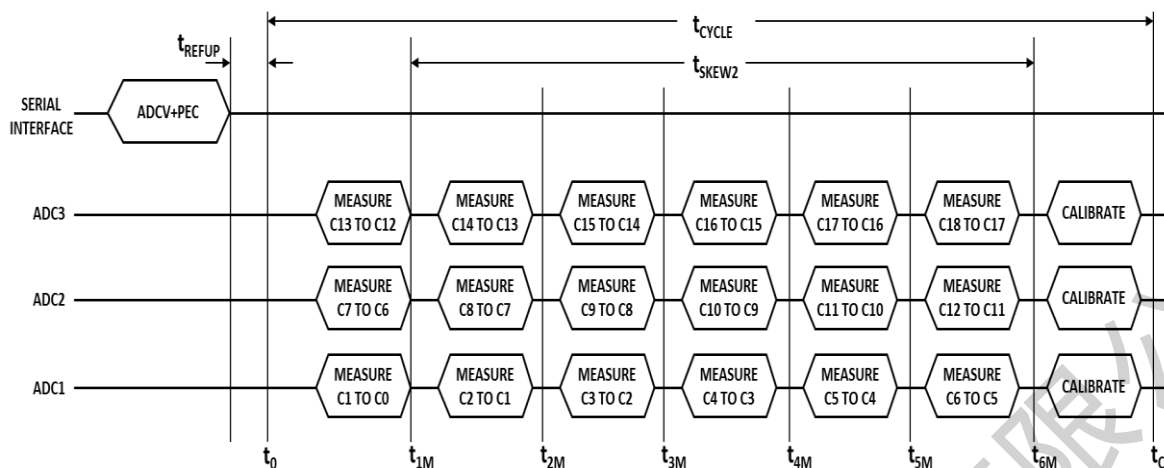 tCYCLE
tREFUP
tSKEW2
SERIAL
INTERFACE
ADCV+PEC
ADC3
MEASURE
C13 TO C12
MEASURE
C14 TO C13
MEASURE
C15 TO C14
MEASURE
C16 TO C15
MEASURE
C17 TO C16
MEASURE
C18 TO C17
CALIBRATE
ADC2
MEASURE
C7 TO C6
MEASURE
C8 TO C7
MEASURE
C9 TO C8
MEASURE
C10 TO C9
MEASURE
C11 TO C10
MEASURE
C12 TO C11
CALIBRATE
ADC1
MEASURE
C1 TO C0
MEASURE
C2 TO C1
MEASURE
C3 TO C2
MEASURE
C4 TO C3
MEASURE
C5 TO C4
MEASURE
C6 TO C5
CALIBRATE
t0
t1M
t2M
t3M
t4M
t5M
t6M
tC
限公